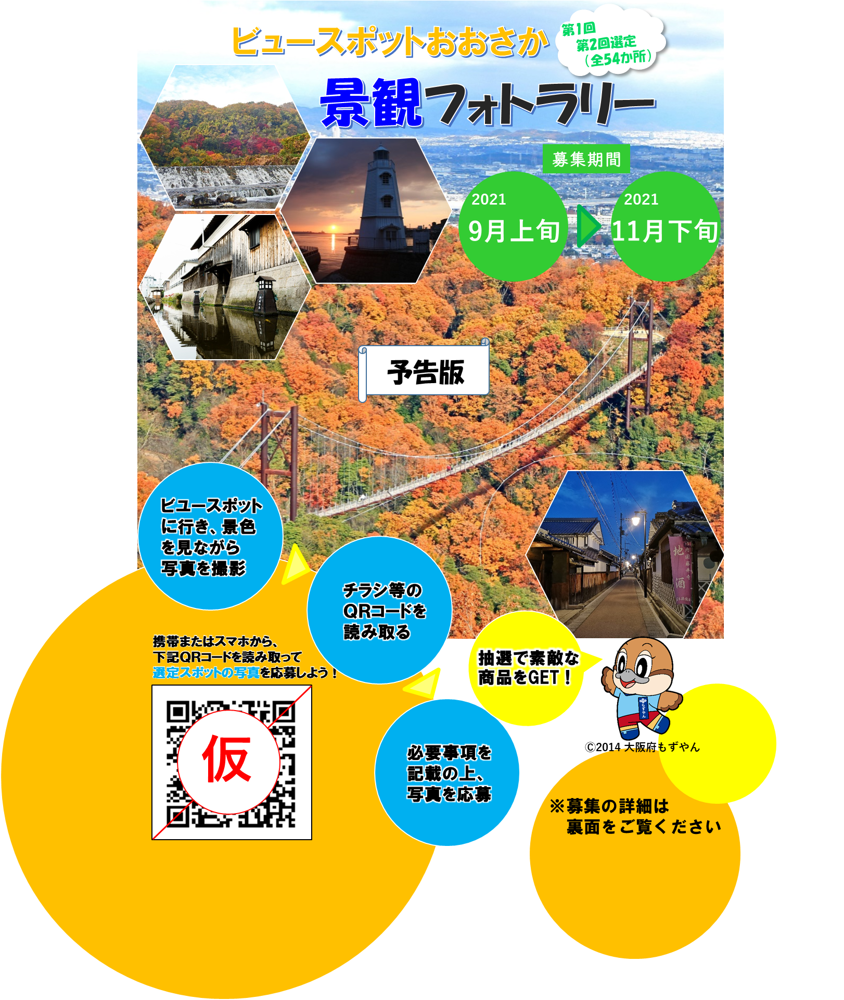 ビュースポットおおさか
第1回
第2回選定
（全54か所）
景観フォトラリー
募集期間
2021
9月上旬
2021
11月下旬
予告版
ビュースポット
に行き、景色
を見ながら
写真を撮影
チラシ等の
QRコードを
読み取る
携帯またはスマホから、
下記QRコードを読み取って
選定スポットの写真を応募しよう！
仮
必要事項を
記載の上、
写真を応募
抽選で素敵な
商品をGET！
もずやん
Ⓒ2014 大阪府もずやん
※募集の詳細は
裏面をご覧ください
地酒